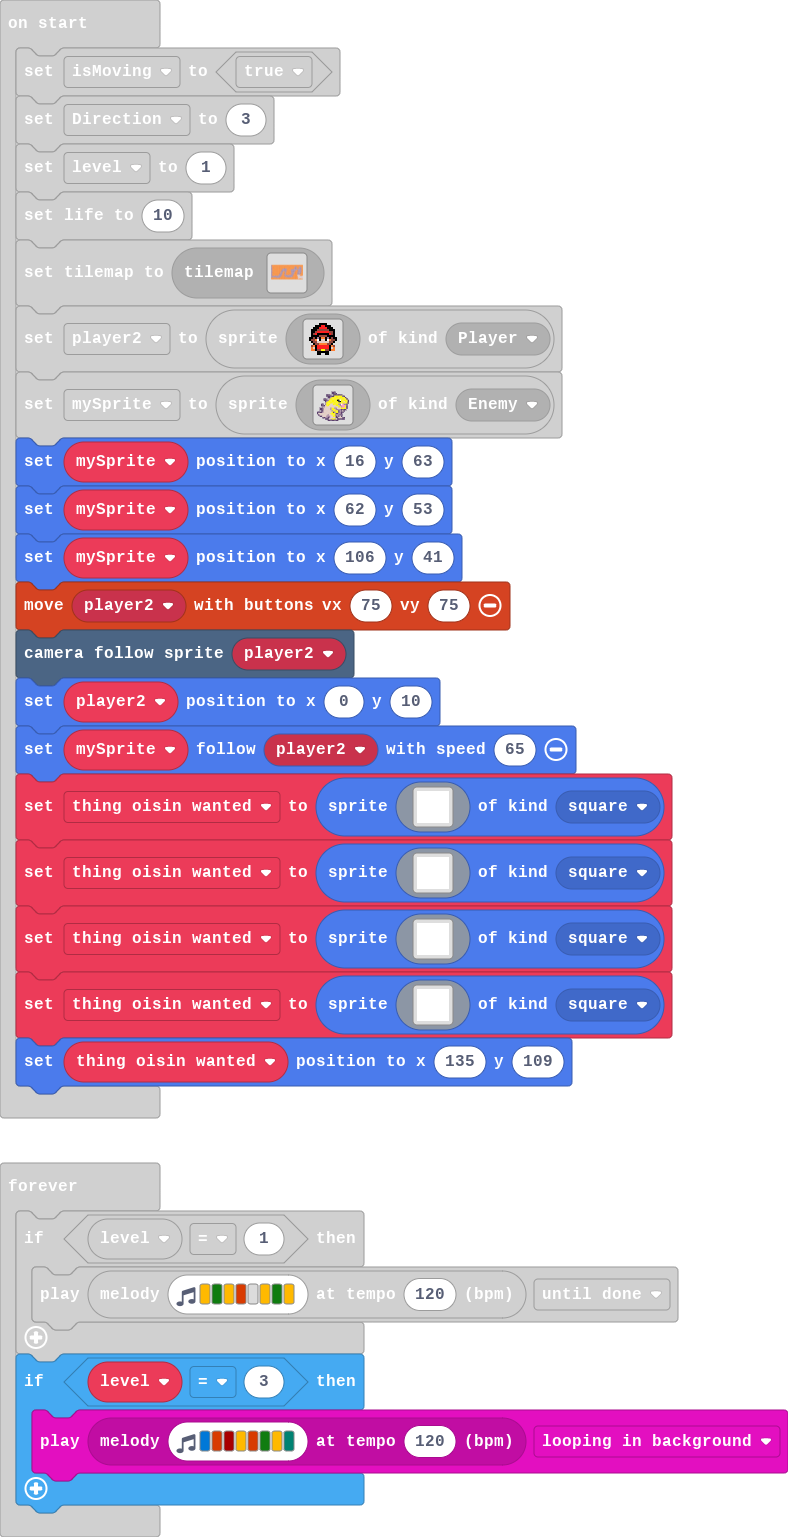 on start
set isMoving to true
set Direction to 3
set level to 1
set life to 10
set tilemap to tilemap
set player2 to sprite of kind Player
set mySprite to sprite of kind Enemy
set mySprite position to x 16 y 63
set mySprite position to x 62 y 53
set mySprite position to x 106 y 41
move player2 with buttons vx 75 vy 75
camera follow sprite player2
set player2 position to x 0 y 10
set mySprite follow player2 with speed 65
set thing oisin wanted to sprite of kind square
set thing oisin wanted to sprite of kind square
set thing oisin wanted to sprite of kind square
set thing oisin wanted to sprite of kind square
set thing oisin wanted position to x 135 y 109
forever
if level = 1 then
play melody at tempo 120 (bpm) until done
if level = 3 then
play melody at tempo 120 (bpm) looping in background